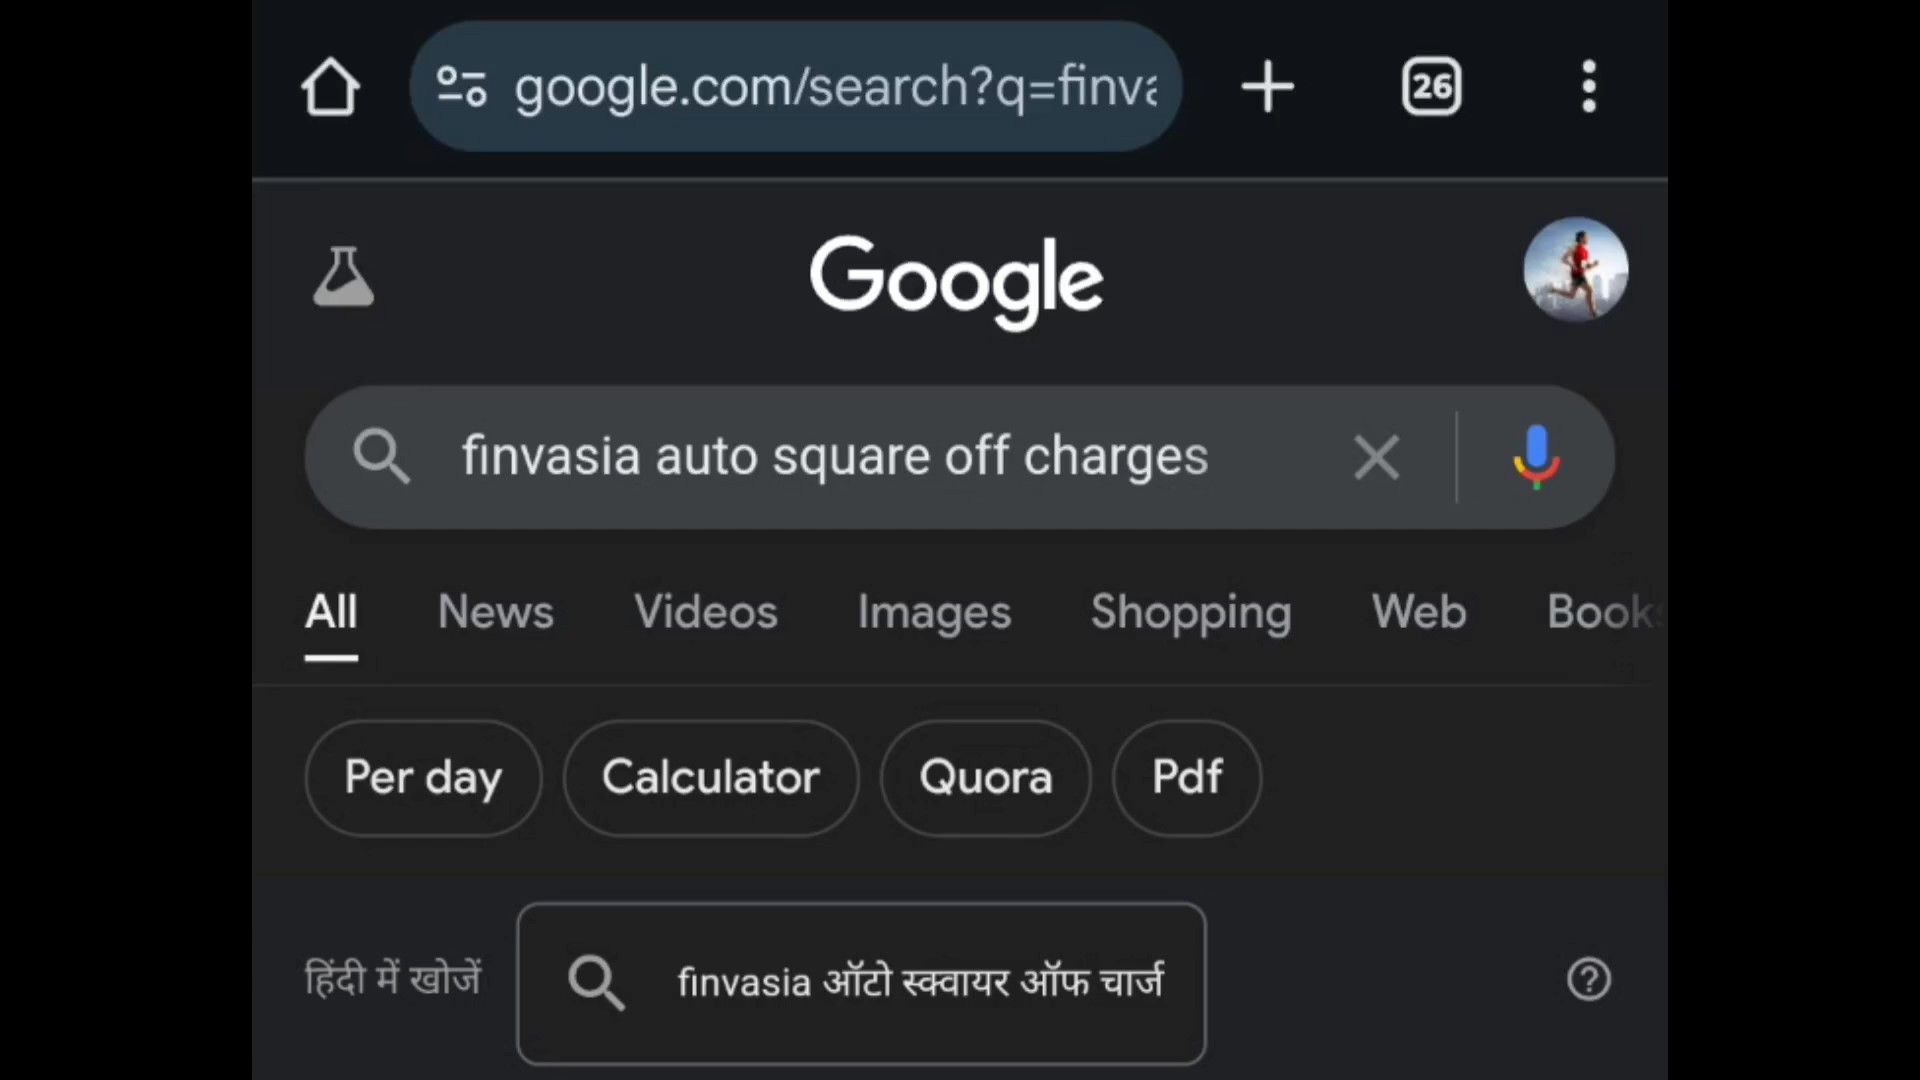 google.com/search?q=finva
26
Google
finvasia auto square off charges
All News Videos Images Shopping Web Books
Per day Calculator Quora Pdf
हिंदी में खोजें finvasia ऑटो स्क्वायर ऑफ चार्ज